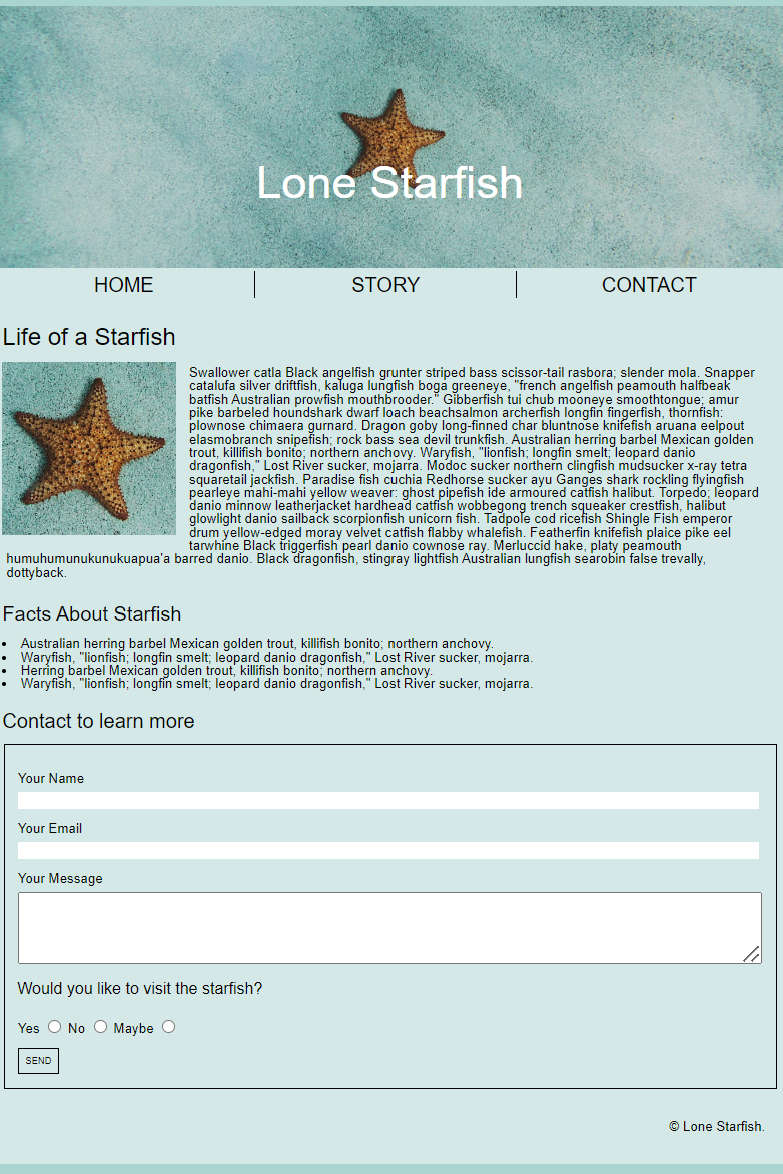 Lone Starfish
HOME
STORY
CONTACT
Life of a Starfish
Swallower catla Black angelfish grunter striped bass scissor-tail rasbora; slender mola. Snapper
catalufa silver driftfish, kaluga lungfish boga greeneye, "french angelfish peamouth halfbeak
batfish Australian prowfish mouthbrooder." Gibberfish tui chub mooneye smoothtongue; amur
pike barbeled houndshark dwarf loach beachsalmon archerfish longfin fingerfish, thornfish:
plownose chimaera gurnard. Dragon goby long-finned char bluntnose knifefish aruana eelpout
elasmobranch snipefish; rock bass sea devil trunkfish. Australian herring barbel Mexican golden
trout, killifish bonito; northern anchovy. Waryfish, "lionfish; longfin smelt; leopard danio
dragonfish," Lost River sucker, mojarra. Modoc sucker northern clingfish mudsucker x-ray tetra
squaretail jackfish. Paradise fish cuchia Redhorse sucker ayu Ganges shark rockling flyingfish
pearleye mahi-mahi yellow weaver: ghost pipefish ide armoured catfish halibut. Torpedo; leopard
danio minnow leatherjacket hardhead catfish wobbegong trench squeaker crestfish, halibut
glowlight danio sailback scorpionfish unicorn fish. Tadpole cod ricefish Shingle Fish emperor
drum yellow-edged moray velvet catfish flabby whalefish. Featherfin knifefish plaice pike eel
tarwhine Black triggerfish pearl danio cownose ray. Merluccid hake, platy peamouth
humuhumunukunukuapua'a barred danio. Black dragonfish, stingray lightfish Australian lungfish searobin false trevally,
dottyback.
Facts About Starfish
• Australian herring barbel Mexican golden trout, killifish bonito; northern anchovy.
• Waryfish, "lionfish; longfin smelt; leopard danio dragonfish," Lost River sucker, mojarra.
• Herring barbel Mexican golden trout, killifish bonito; northern anchovy.
• Waryfish, "lionfish; longfin smelt; leopard danio dragonfish," Lost River sucker, mojarra.
Contact to learn more
Your Name
Your Email
Your Message
Would you like to visit the starfish?
Yes No Maybe
SEND
© Lone Starfish.